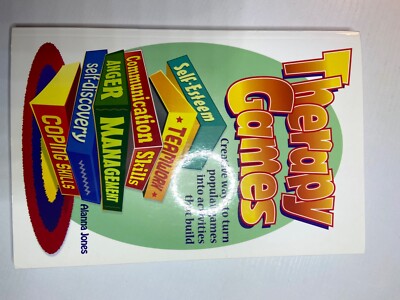 Therapy
Games
Creative ways to turn
popular games
into activities
that build
Self-Esteem
TEAMWORK
Communication Skills
ANGER MANAGEMENT
self-discovery
COPING SKILLS
Alanna Jones